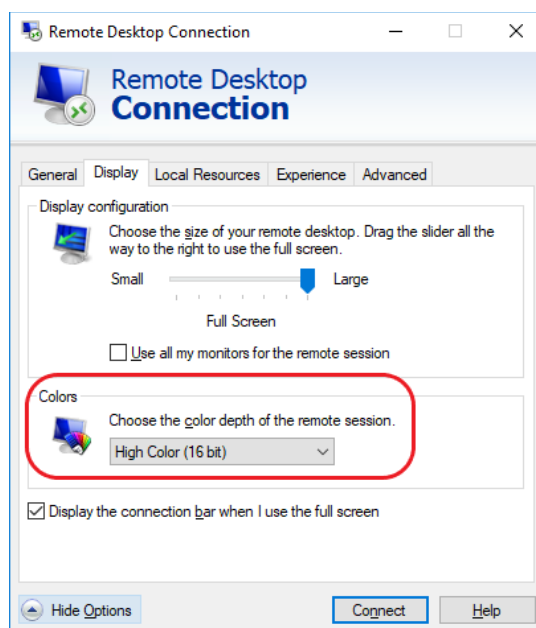 Remote Desktop Connection
Remote Desktop
Connection
General Display Local Resources Experience Advanced
Display configuration
Choose the size of your remote desktop. Drag the slider all the
way to the right to use the full screen.
Small Large
Full Screen
Use all my monitors for the remote session
Colors
Choose the color depth of the remote session.
High Color (16 bit)
Display the connection bar when I use the full screen
Hide Options Connect Help